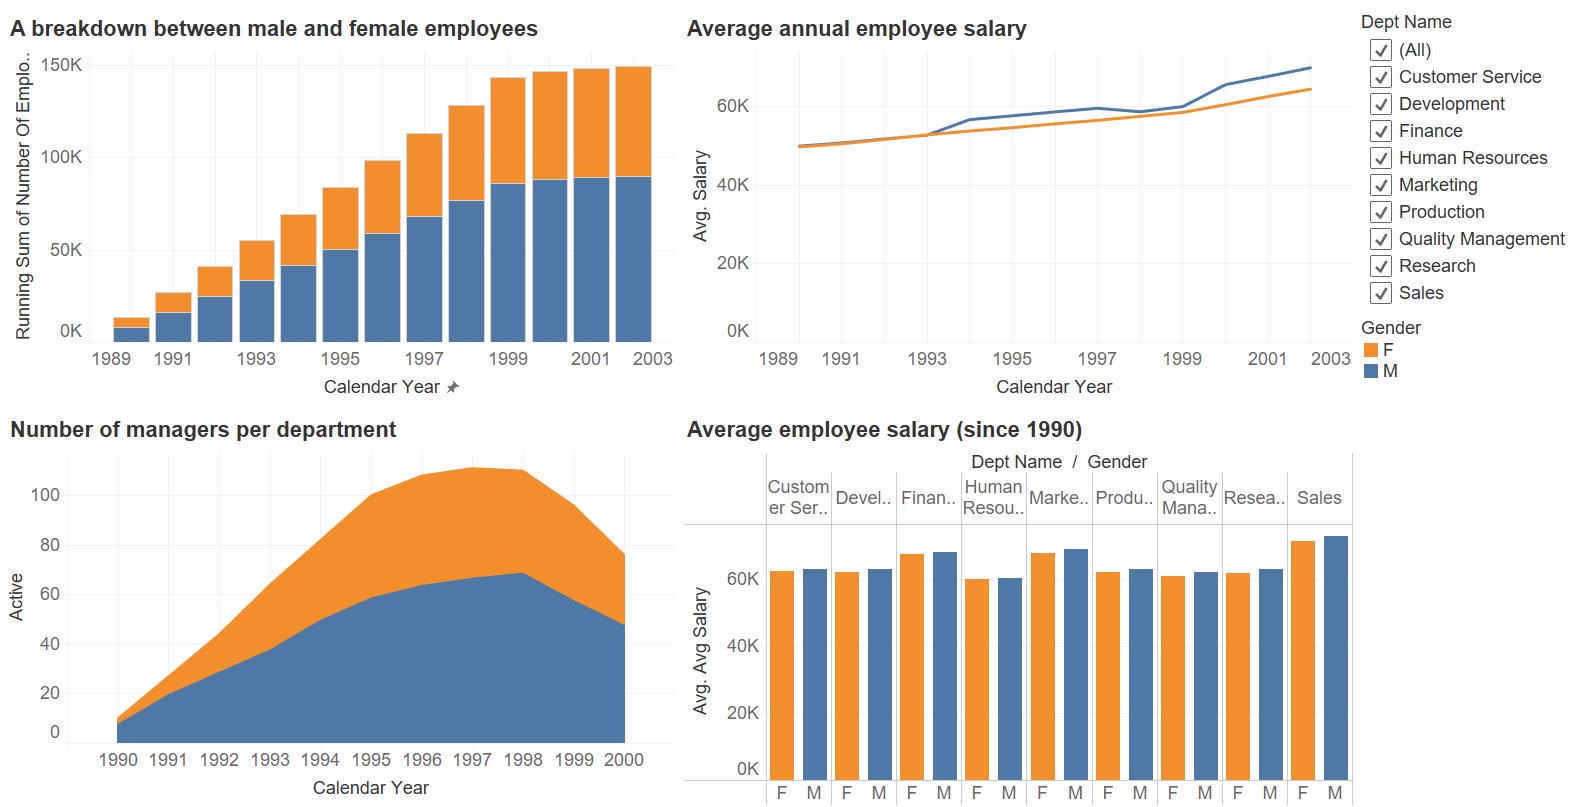 A breakdown between male and female employees
Running Sum of Number Of Emplo..
150K
100K
50K
0K
1989 1991 1993 1995 1997 1999 2001 2003
Calendar Year
Average annual employee salary
Avg. Salary
60K
40K
20K
0K
1989 1991 1993 1995 1997 1999 2001 2003
Calendar Year
Dept Name
(All)
Customer Service
Development
Finance
Human Resources
Marketing
Production
Quality Management
Research
Sales
Gender
F
M
Number of managers per department
Active
100
80
60
40
20
0
1990 1991 1992 1993 1994 1995 1996 1997 1998 1999 2000
Calendar Year
Average employee salary (since 1990)
Dept Name / Gender
Custom
er Ser..
Devel..
Finan..
Human
Resou..
Marke..
Produ..
Quality
Mana..
Resea..
Sales
Avg. Avg Salary
60K
40K
20K
0K
F M F M F M F M F M F M F M F M F M